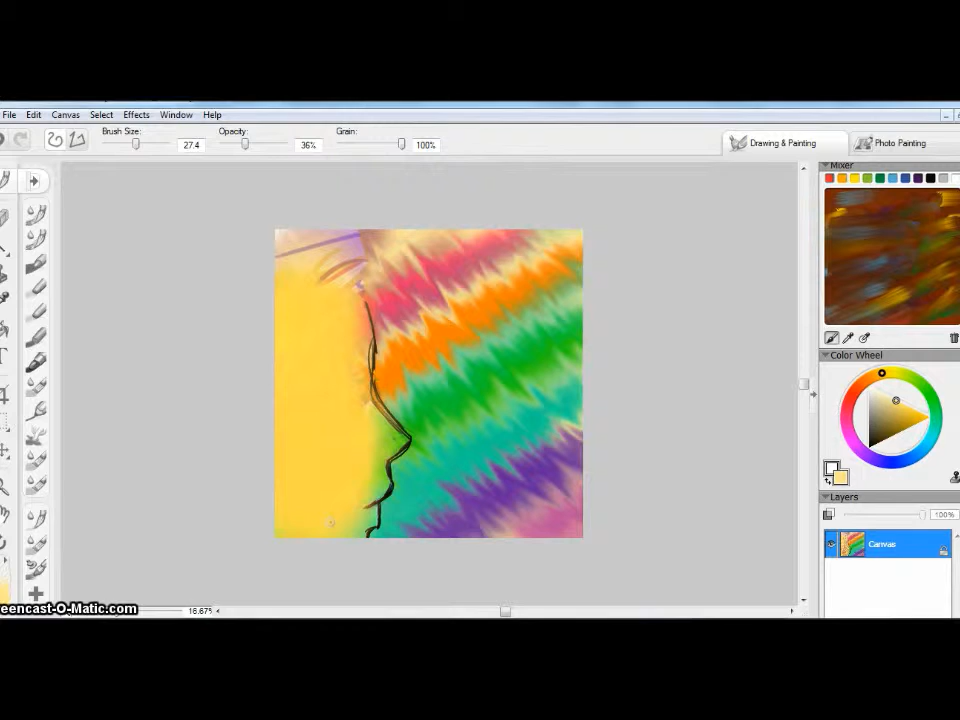 File Edit Canvas Select Effects Window Help
Brush Size: 27.4 Opacity: 36% Grain: 100%
Drawing & Painting Photo Painting
Mixer
Color Wheel
Layers
100%
Canvas
eencast-O-Matic.com
16.67%